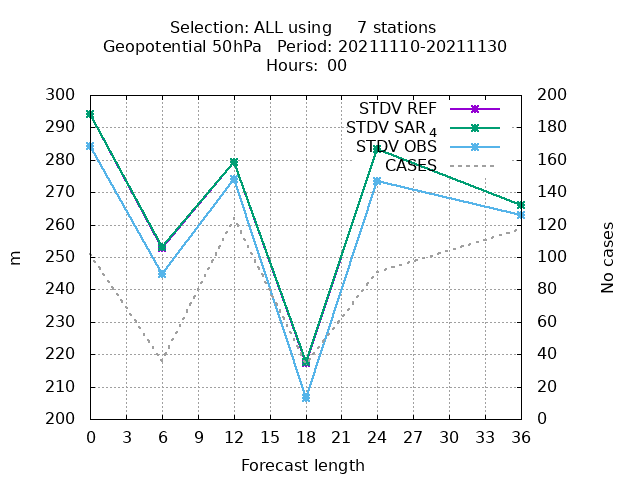 Selection: ALL using     7 stations
Geopotential 50hPa   Period: 20211110-20211130
Hours: 00
STDV REF
STDV SAR 4
STDV OBS
CASES
300
290
280
270
260
250
240
230
220
210
200
m
200
180
160
140
120
100
80
60
40
20
0
No cases
0 3 6 9 12 15 18 21 24 27 30 33 36
Forecast length